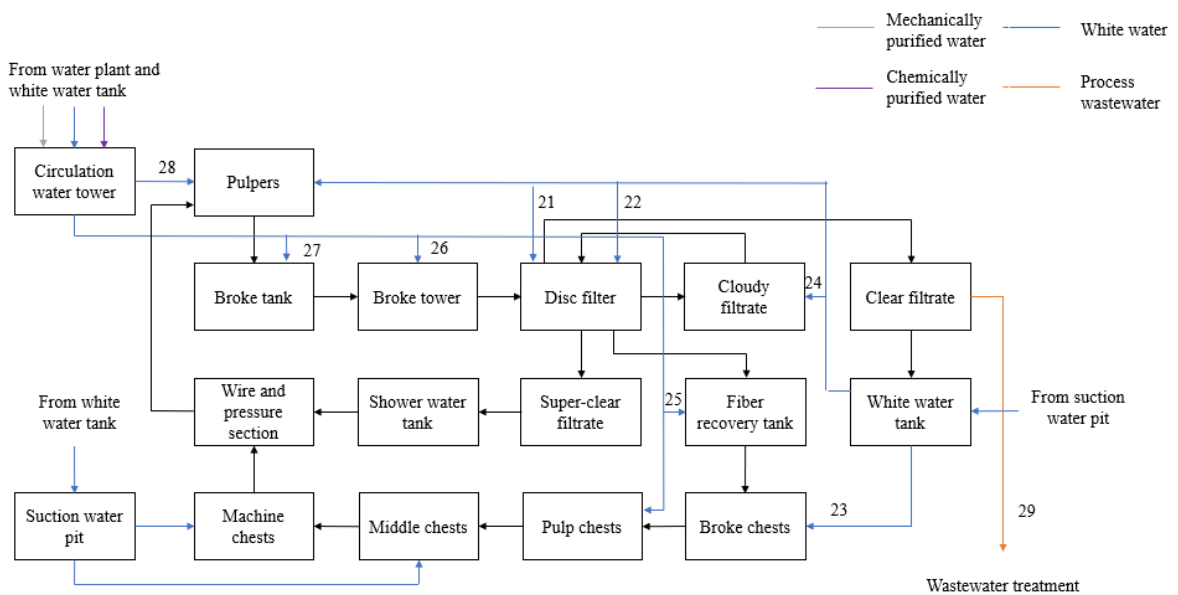 Mechanically
purified water
White water
From water plant and
white water tank
Chemically
purified water
Process
wastewater
Circulation
water tower
28
Pulpers
21
22
27
26
Broke tank
Broke tower
Disc filter
Cloudy
filtrate
24
Clear filtrate
From white
water tank
Wire and
pressure
section
Shower water
tank
Super-clear
filtrate
25
Fiber
recovery tank
White water
tank
From suction
water pit
Suction water
pit
Machine
chests
Middle chests
Pulp chests
Broke chests
23
29
Wastewater treatment